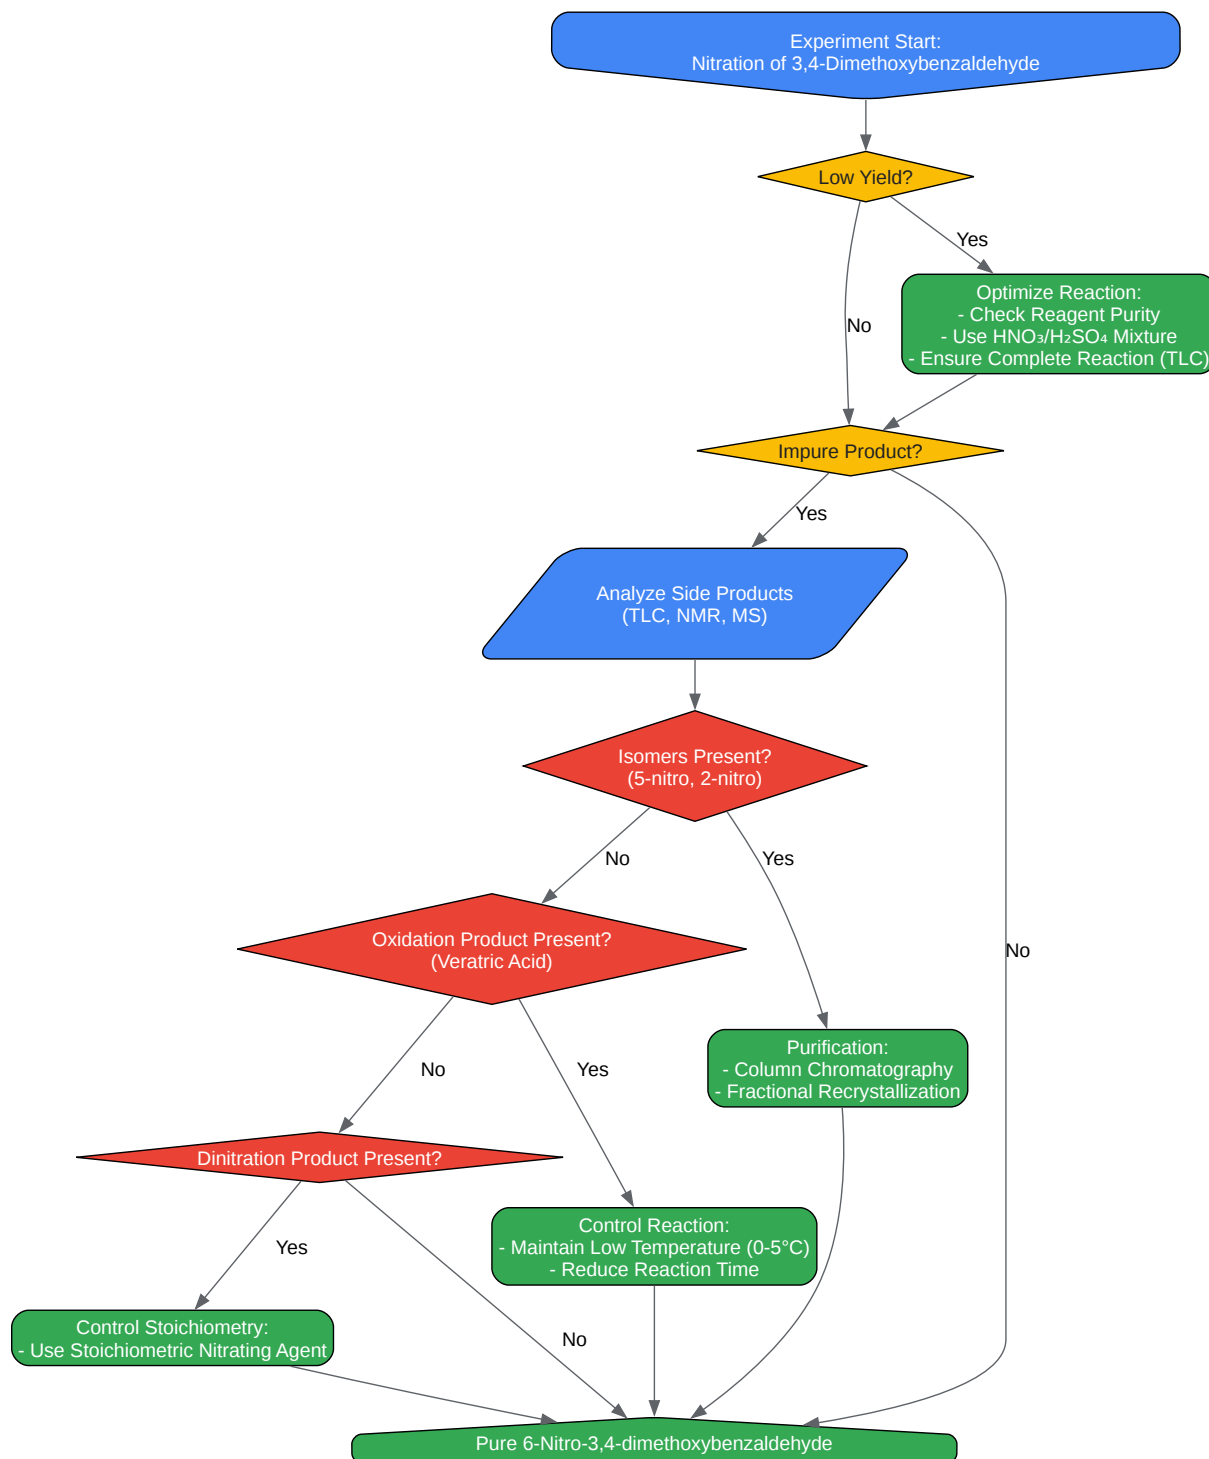 Experiment Start:
Nitration of 3,4-Dimethoxybenzaldehyde
Low Yield?
Yes
Optimize Reaction:
- Check Reagent Purity
- Use HNO₃/H₂SO₄ Mixture
- Ensure Complete Reaction (TLC)
No
Impure Product?
Yes
Analyze Side Products
(TLC, NMR, MS)
Isomers Present?
(5-nitro, 2-nitro)
No
Yes
Oxidation Product Present?
(Veratric Acid)
No
Purification:
- Column Chromatography
- Fractional Recrystallization
No
Yes
Dinitration Product Present?
Control Reaction:
- Maintain Low Temperature (0-5°C)
- Reduce Reaction Time
Yes
Control Stoichiometry:
- Use Stoichiometric Nitrating Agent
No
Pure 6-Nitro-3,4-dimethoxybenzaldehyde